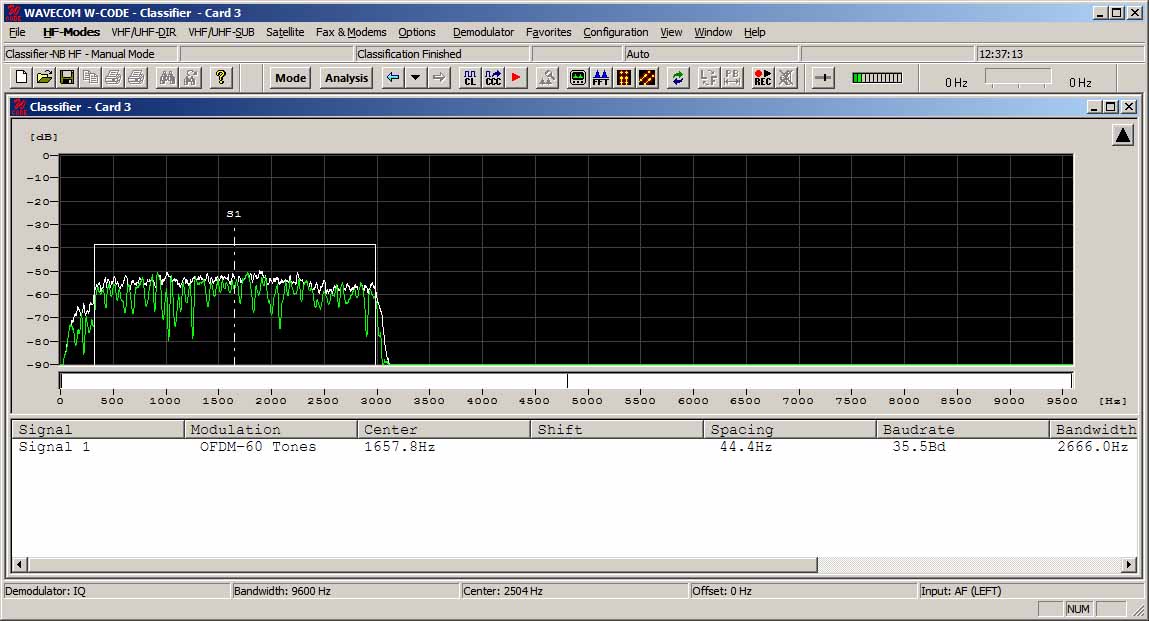 WAVECOM W-CODE - Classifier - Card 3
File HF-Modes VHF/UHF-DIR VHF/UHF-SUB Satellite Fax & Modems Options Demodulator Favorites Configuration View Window Help
Classifier-NB HF - Manual Mode Classification Finished Auto 12:37:13
Mode Analysis CL CCC FFT REC 0 Hz 0 Hz
Classifier - Card 3
[dB]
0
-10
-20
S1
-30
-40
-50
-60
-70
-80
-90
0 500 1000 1500 2000 2500 3000 3500 4000 4500 5000 5500 6000 6500 7000 7500 8000 8500 9000 9500 [Hz]
Signal Modulation Center Shift Spacing Baudrate Bandwidth
Signal 1 OFDM-60 Tones 1657.8Hz 44.4Hz 35.5Bd 2666.0Hz
Demodulator: IQ Bandwidth: 9600 Hz Center: 2504 Hz Offset: 0 Hz Input: AF (LEFT)
NUM